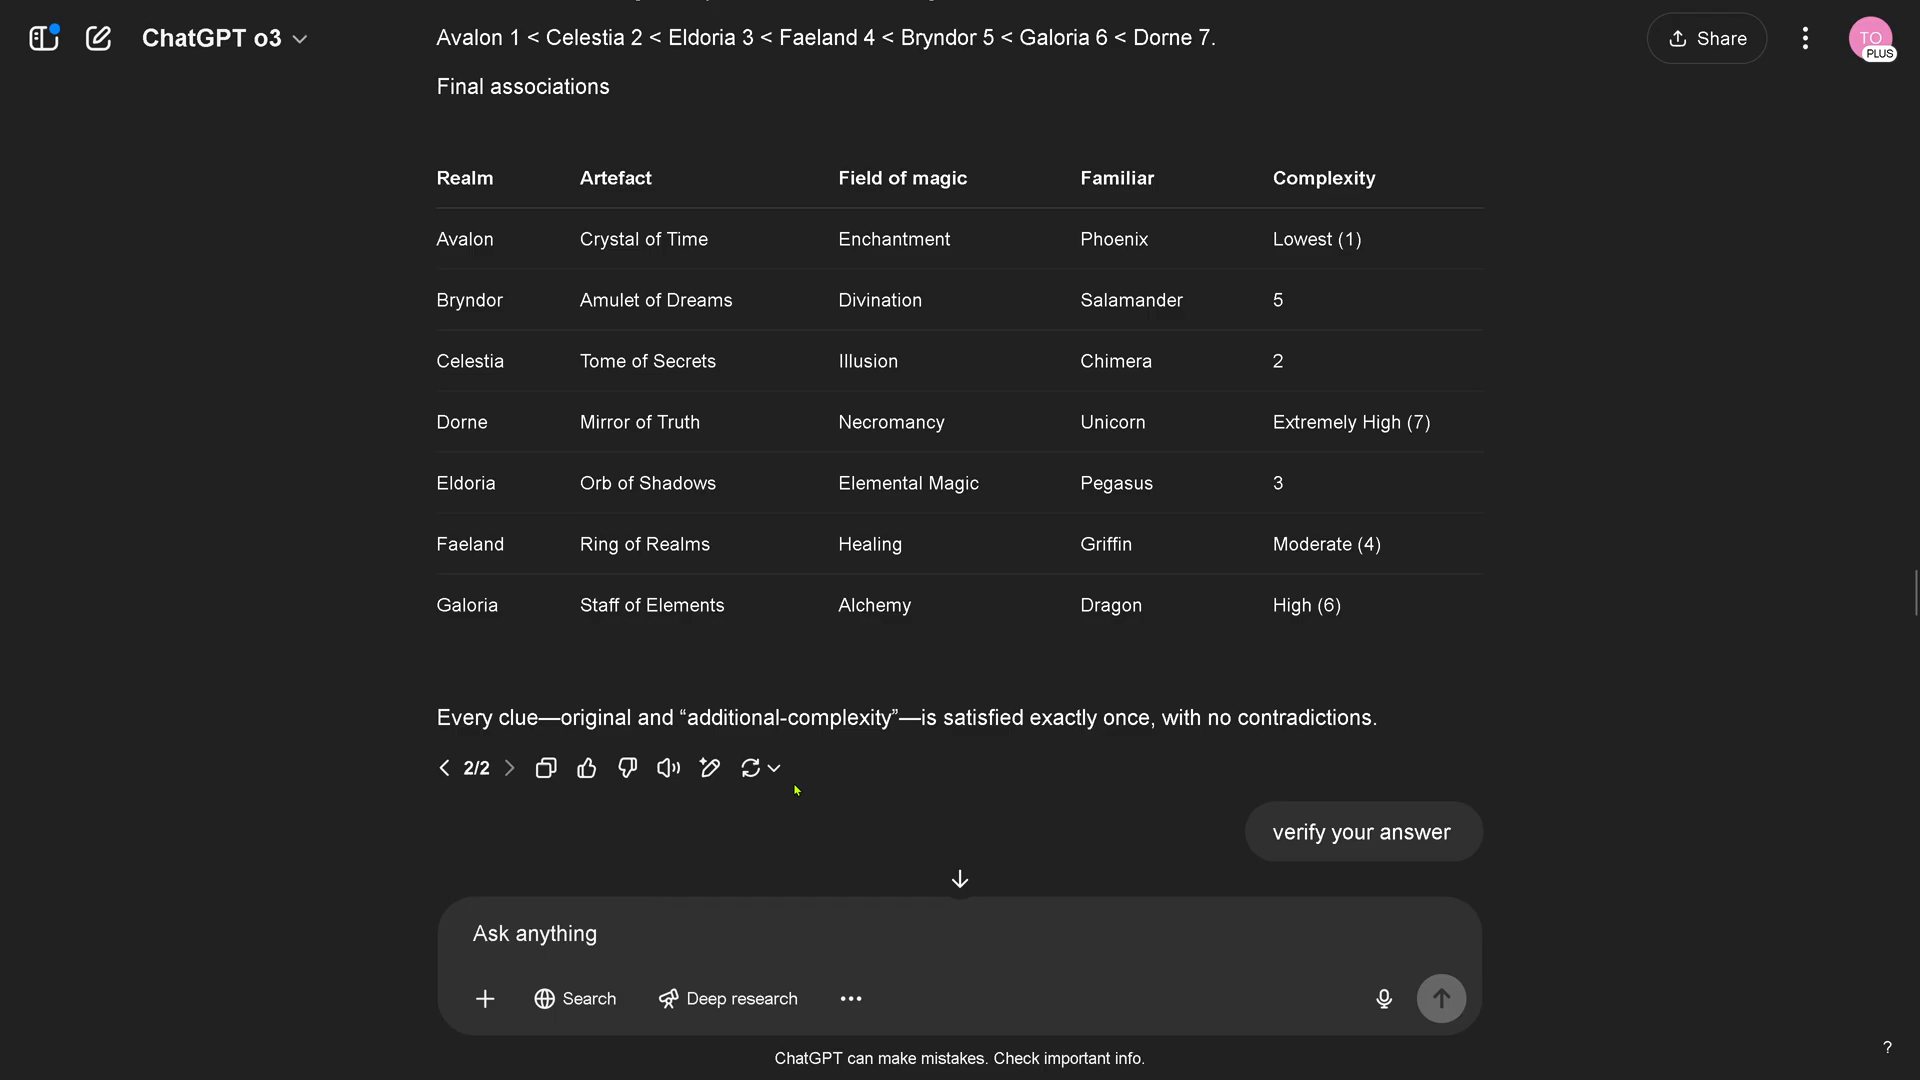 ChatGPT o3
Share
TO
PLUS
Avalon 1 < Celestia 2 < Eldoria 3 < Faeland 4 < Bryndor 5 < Galoria 6 < Dorne 7.
Final associations
Realm Artefact Field of magic Familiar Complexity
Avalon Crystal of Time Enchantment Phoenix Lowest (1)
Bryndor Amulet of Dreams Divination Salamander 5
Celestia Tome of Secrets Illusion Chimera 2
Dorne Mirror of Truth Necromancy Unicorn Extremely High (7)
Eldoria Orb of Shadows Elemental Magic Pegasus 3
Faeland Ring of Realms Healing Griffin Moderate (4)
Galoria Staff of Elements Alchemy Dragon High (6)
Every clue—original and “additional-complexity”—is satisfied exactly once, with no contradictions.
2/2
verify your answer
Ask anything
Search Deep research
ChatGPT can make mistakes. Check important info.
?